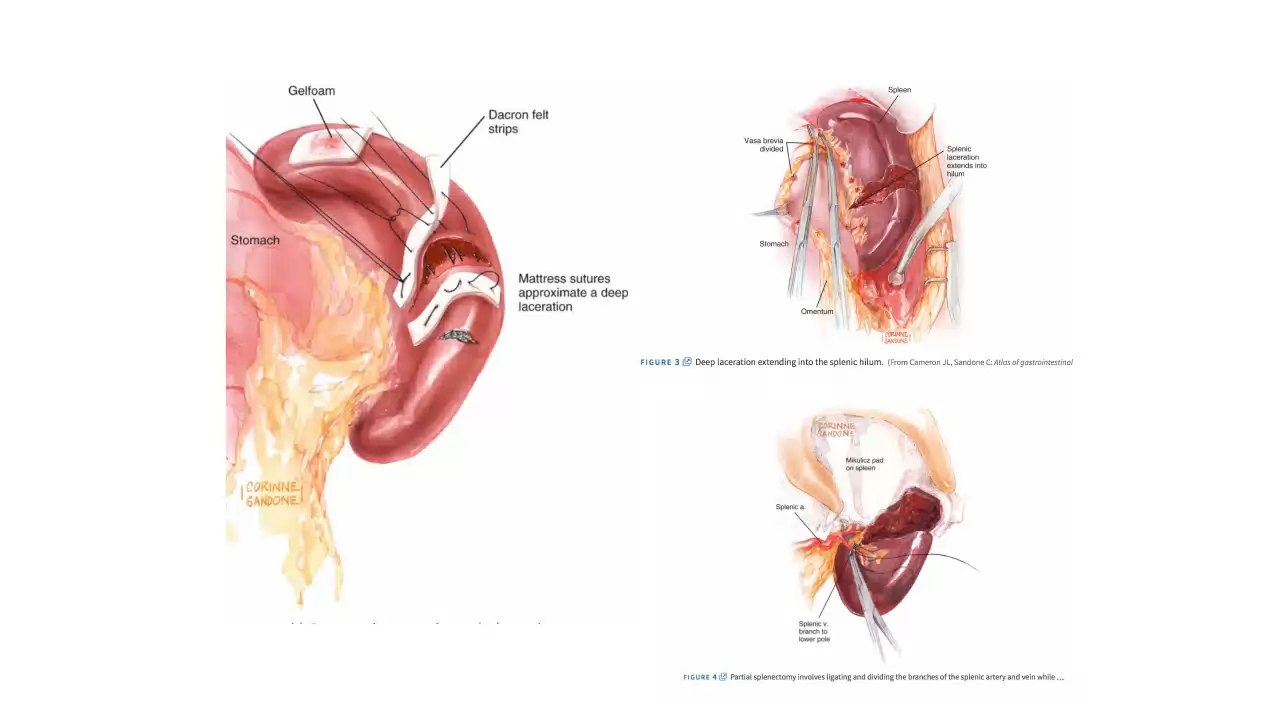 Gelfoam
Dacron felt
strips
Stomach
Mattress sutures
approximate a deep
laceration
CORINNE
SANDONE
Spleen
Vasa brevia
divided
Splenic
laceration
extends into
hilum
Stomach
Omentum
CORINNE
SANDONE
FIGURE 3 Deep laceration extending into the splenic hilum. (From Cameron JL, Sandone C: Atlas of gastrointestinal
CORINNE
SANDONE
Mikulicz pad
on spleen
Splenic a.
Splenic v.
branch to
lower pole
FIGURE 4 Partial splenectomy involves ligating and dividing the branches of the splenic artery and vein while ...